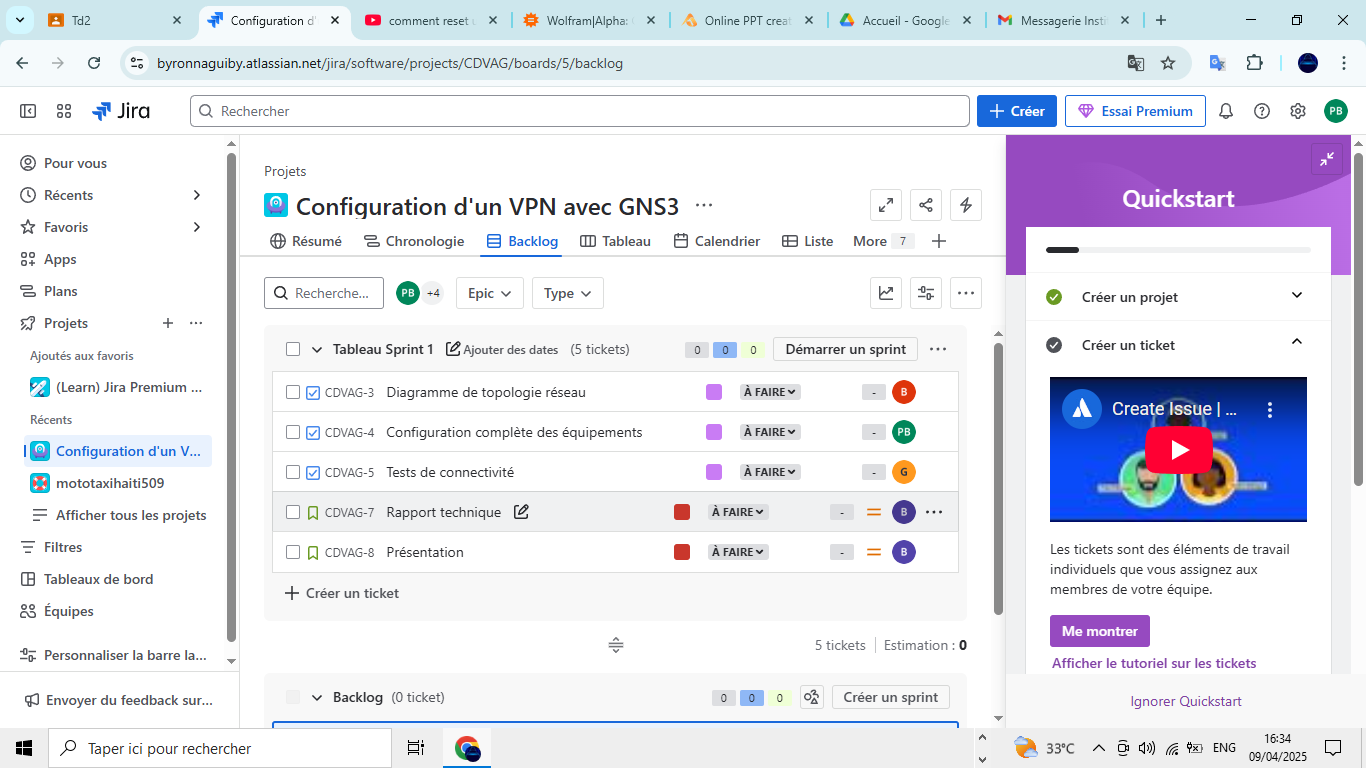 Td2
Configuration d'
comment reset u
Wolfram|Alpha:
Online PPT creat
Accueil - Google
Messagerie Insti
byronnaguiby.atlassian.net/jira/software/projects/CDVAG/boards/5/backlog
Jira
Rechercher
Créer
Essai Premium
PB
Pour vous
Récents
Favoris
Apps
Plans
Projets
Ajoutés aux favoris
(Learn) Jira Premium ...
Récents
Configuration d'un V...
mototaxihaiti509
Afficher tous les projets
Filtres
Tableaux de bord
Équipes
Personnaliser la barre la...
Envoyer du feedback sur...
Projets
Configuration d'un VPN avec GNS3
Résumé
Chronologie
Backlog
Tableau
Calendrier
Liste
More 7
Recherche...
PB +4
Epic
Type
Tableau Sprint 1 Ajouter des dates (5 tickets) 0 0 0 Démarrer un sprint
CDVAG-3 Diagramme de topologie réseau À FAIRE - B
CDVAG-4 Configuration complète des équipements À FAIRE - PB
CDVAG-5 Tests de connectivité À FAIRE - G
CDVAG-7 Rapport technique À FAIRE - B
CDVAG-8 Présentation À FAIRE - B
Créer un ticket
5 tickets Estimation : 0
Backlog (0 ticket) 0 0 0 Créer un sprint
Quickstart
Créer un projet
Créer un ticket
Create Issue | ...
Les tickets sont des éléments de travail
individuels que vous assignez aux
membres de votre équipe.
Me montrer
Afficher le tutoriel sur les tickets
Ignorer Quickstart
Taper ici pour rechercher
33°C
ENG
16:34
09/04/2025